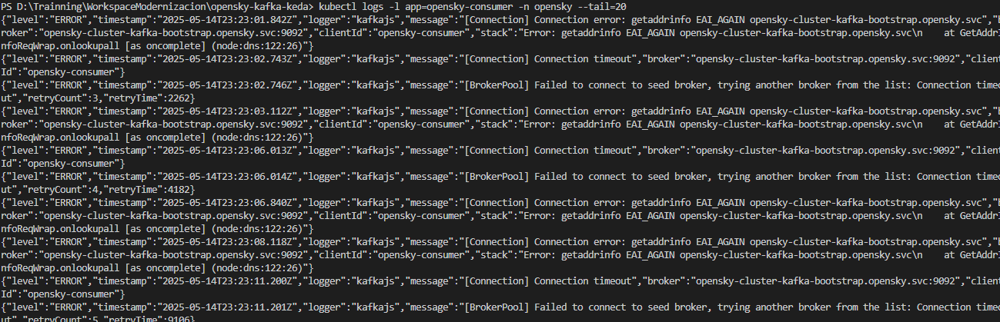 PS D:\Trainning\WorkspaceModernizacion\opensky-kafka-keda> kubectl logs -l app=opensky-consumer -n opensky --tail=20
{"level":"ERROR","timestamp":"2025-05-14T23:23:01.842Z","logger":"kafkajs","message":"[Connection] Connection error: getaddrinfo EAI_AGAIN opensky-cluster-kafka-bootstrap.opensky.svc","b
roker":"opensky-cluster-kafka-bootstrap.opensky.svc:9092","clientId":"opensky-consumer","stack":"Error: getaddrinfo EAI_AGAIN opensky-cluster-kafka-bootstrap.opensky.svc\n    at GetAddrI
nfoReqWrap.onlookupall [as oncomplete] (node:dns:122:26)"}
{"level":"ERROR","timestamp":"2025-05-14T23:23:02.743Z","logger":"kafkajs","message":"[Connection] Connection timeout","broker":"opensky-cluster-kafka-bootstrap.opensky.svc:9092","client
Id":"opensky-consumer"}
{"level":"ERROR","timestamp":"2025-05-14T23:23:02.746Z","logger":"kafkajs","message":"[BrokerPool] Failed to connect to seed broker, trying another broker from the list: Connection timeo
ut","retryCount":3,"retryTime":2262}
{"level":"ERROR","timestamp":"2025-05-14T23:23:03.112Z","logger":"kafkajs","message":"[Connection] Connection error: getaddrinfo EAI_AGAIN opensky-cluster-kafka-bootstrap.opensky.svc","b
roker":"opensky-cluster-kafka-bootstrap.opensky.svc:9092","clientId":"opensky-consumer","stack":"Error: getaddrinfo EAI_AGAIN opensky-cluster-kafka-bootstrap.opensky.svc\n    at GetAddrI
nfoReqWrap.onlookupall [as oncomplete] (node:dns:122:26)"}
{"level":"ERROR","timestamp":"2025-05-14T23:23:06.013Z","logger":"kafkajs","message":"[Connection] Connection timeout","broker":"opensky-cluster-kafka-bootstrap.opensky.svc:9092","client
Id":"opensky-consumer"}
{"level":"ERROR","timestamp":"2025-05-14T23:23:06.014Z","logger":"kafkajs","message":"[BrokerPool] Failed to connect to seed broker, trying another broker from the list: Connection timeo
ut","retryCount":4,"retryTime":4182}
{"level":"ERROR","timestamp":"2025-05-14T23:23:06.840Z","logger":"kafkajs","message":"[Connection] Connection error: getaddrinfo EAI_AGAIN opensky-cluster-kafka-bootstrap.opensky.svc","b
roker":"opensky-cluster-kafka-bootstrap.opensky.svc:9092","clientId":"opensky-consumer","stack":"Error: getaddrinfo EAI_AGAIN opensky-cluster-kafka-bootstrap.opensky.svc\n    at GetAddrI
nfoReqWrap.onlookupall [as oncomplete] (node:dns:122:26)"}
{"level":"ERROR","timestamp":"2025-05-14T23:23:08.118Z","logger":"kafkajs","message":"[Connection] Connection error: getaddrinfo EAI_AGAIN opensky-cluster-kafka-bootstrap.opensky.svc","b
roker":"opensky-cluster-kafka-bootstrap.opensky.svc:9092","clientId":"opensky-consumer","stack":"Error: getaddrinfo EAI_AGAIN opensky-cluster-kafka-bootstrap.opensky.svc\n    at GetAddrI
nfoReqWrap.onlookupall [as oncomplete] (node:dns:122:26)"}
{"level":"ERROR","timestamp":"2025-05-14T23:23:11.200Z","logger":"kafkajs","message":"[Connection] Connection timeout","broker":"opensky-cluster-kafka-bootstrap.opensky.svc:9092","client
Id":"opensky-consumer"}
{"level":"ERROR","timestamp":"2025-05-14T23:23:11.201Z","logger":"kafkajs","message":"[BrokerPool] Failed to connect to seed broker, trying another broker from the list: Connection timeo
ut","retryCount":5,"retryTime":9106}